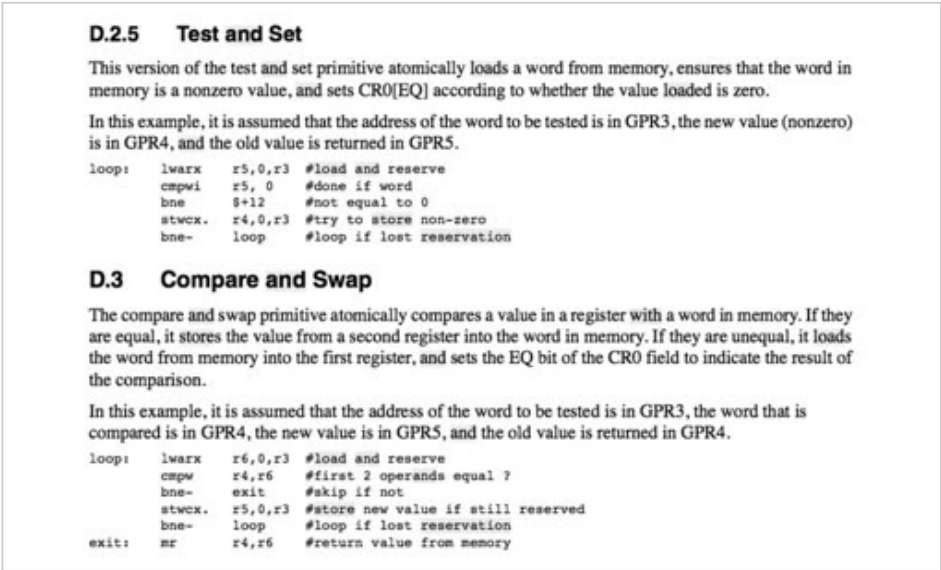 D.2.5 Test and Set
This version of the test and set primitive atomically loads a word from memory, ensures that the word in
memory is a nonzero value, and sets CR0[EQ] according to whether the value loaded is zero.
In this example, it is assumed that the address of the word to be tested is in GPR3, the new value (nonzero)
is in GPR4, and the old value is returned in GPR5.
loop: lwarx r5,0,r3 #load and reserve
cmpwi r5, 0 #done if word
bne $+12 #not equal to 0
stwcx. r4,0,r3 #try to store non-zero
bne- loop #loop if lost reservation
D.3 Compare and Swap
The compare and swap primitive atomically compares a value in a register with a word in memory. If they
are equal, it stores the value from a second register into the word in memory. If they are unequal, it loads
the word from memory into the first register, and sets the EQ bit of the CR0 field to indicate the result of
the comparison.
In this example, it is assumed that the address of the word to be tested is in GPR3, the word that is
compared is in GPR4, the new value is in GPR5, and the old value is returned in GPR4.
loop: lwarx r6,0,r3 #load and reserve
cmpw r4,r6 #first 2 operands equal ?
bne- exit #skip if not
stwcx. r5,0,r3 #store new value if still reserved
bne- loop #loop if lost reservation
exit: mr r4,r6 #return value from memory